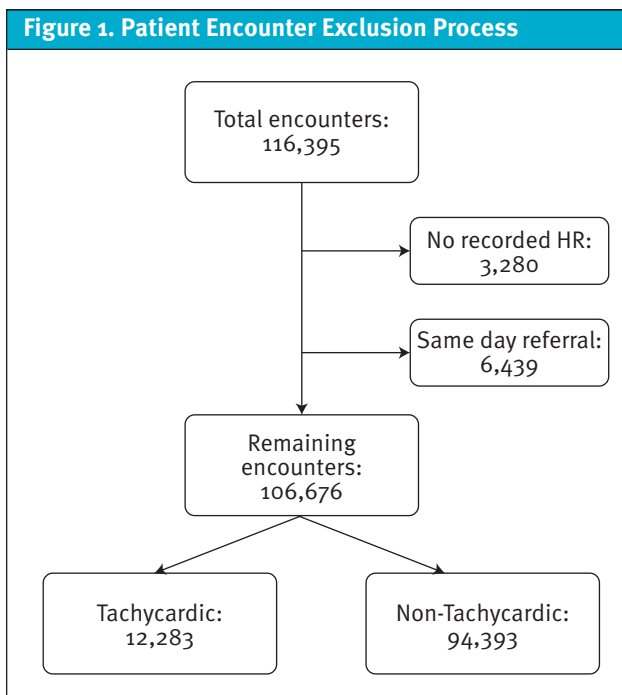 Figure 1. Patient Encounter Exclusion Process
Total encounters:
116,395
No recorded HR:
3,280
Same day referral:
6,439
Remaining
encounters:
106,676
Tachycardic:
12,283
Non-Tachycardic:
94,393